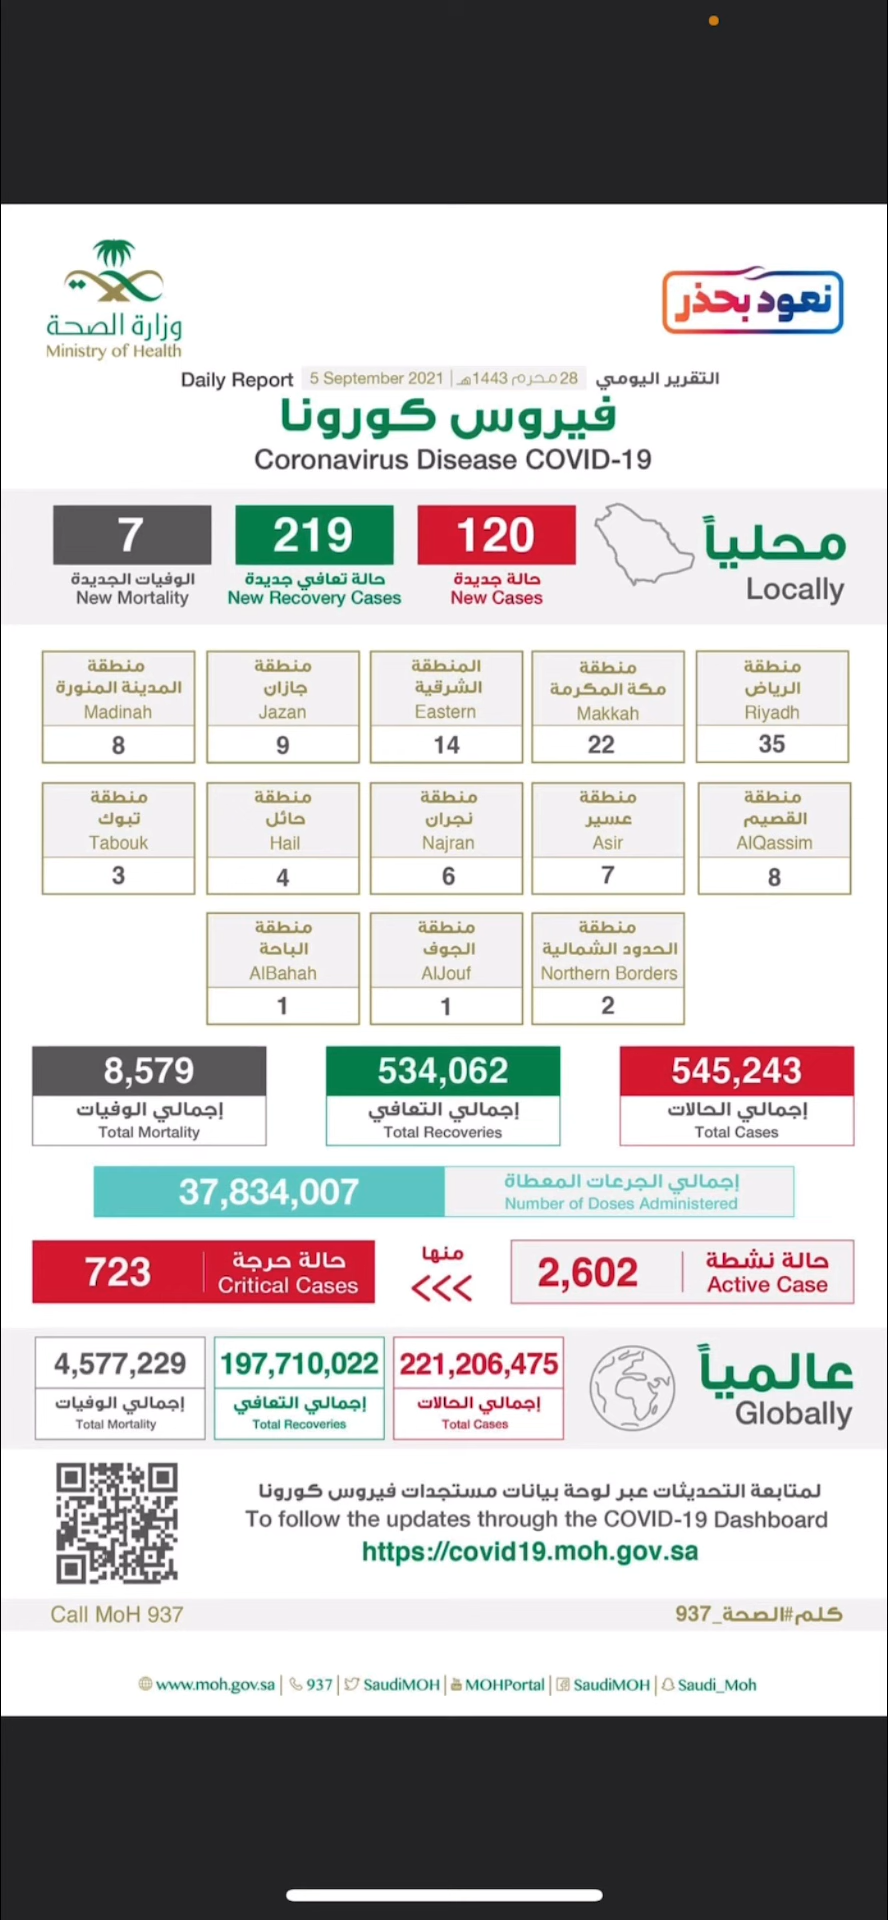 وزارة الصحة
Ministry of Health
نعود بحذر
Daily Report 5 September 2021 | 28 محرم 1443هـ التقرير اليومي
فيروس كورونا
Coronavirus Disease COVID-19
محلياً
Locally
120
حالة جديدة
New Cases
219
حالة تعافي جديدة
New Recovery Cases
7
الوفيات الجديدة
New Mortality
منطقة
الرياض
Riyadh
35
منطقة
مكة المكرمة
Makkah
22
المنطقة
الشرقية
Eastern
14
منطقة
جازان
Jazan
9
منطقة
المدينة المنورة
Madinah
8
منطقة
القصيم
AlQassim
8
منطقة
عسير
Asir
7
منطقة
نجران
Najran
6
منطقة
حائل
Hail
4
منطقة
تبوك
Tabouk
3
منطقة
الحدود الشمالية
Northern Borders
2
منطقة
الجوف
AlJouf
1
منطقة
الباحة
AlBahah
1
545,243
إجمالي الحالات
Total Cases
534,062
إجمالي التعافي
Total Recoveries
8,579
إجمالي الوفيات
Total Mortality
إجمالي الجرعات المعطاة
Number of Doses Administered
37,834,007
حالة نشطة
Active Case
2,602
منها
<<<
حالة حرجة
Critical Cases
723
عالمياً
Globally
221,206,475
إجمالي الحالات
Total Cases
197,710,022
إجمالي التعافي
Total Recoveries
4,577,229
إجمالي الوفيات
Total Mortality
لمتابعة التحديثات عبر لوحة بيانات مستجدات فيروس كورونا
To follow the updates through the COVID-19 Dashboard
https://covid19.moh.gov.sa
Call MoH 937
كلم#الصحة_937
www.moh.gov.sa | 937 | SaudiMOH | MOHPortal | SaudiMOH | Saudi_Moh